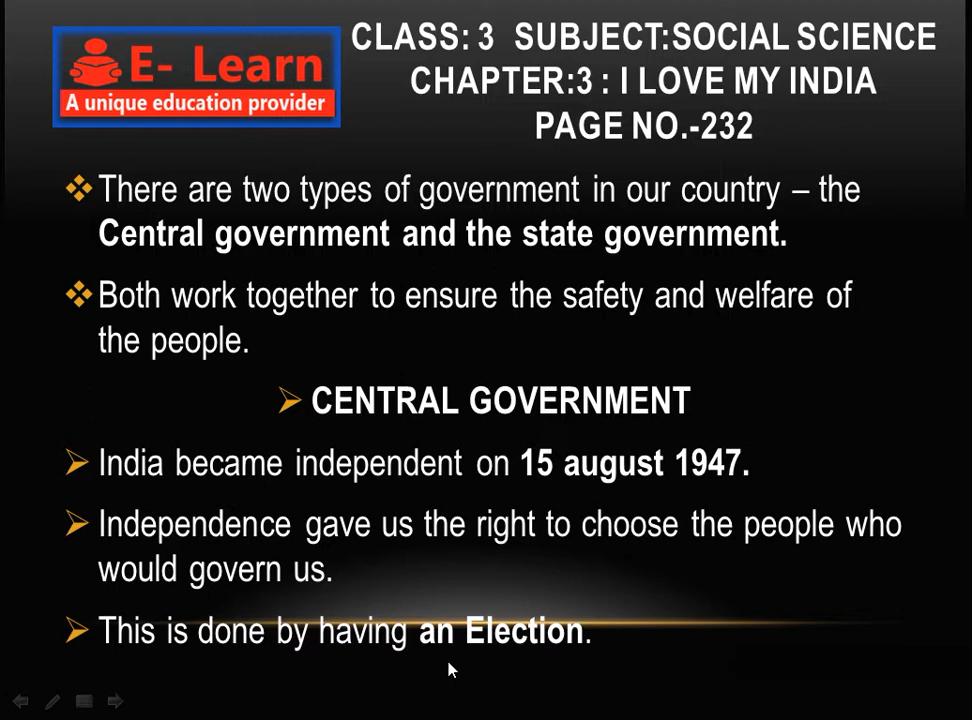 E- Learn
A unique education provider
CLASS: 3 SUBJECT:SOCIAL SCIENCE
CHAPTER:3 : I LOVE MY INDIA
PAGE NO.-232
There are two types of government in our country – the
Central government and the state government.
Both work together to ensure the safety and welfare of
the people.
CENTRAL GOVERNMENT
India became independent on 15 august 1947.
Independence gave us the right to choose the people who
would govern us.
This is done by having an Election.